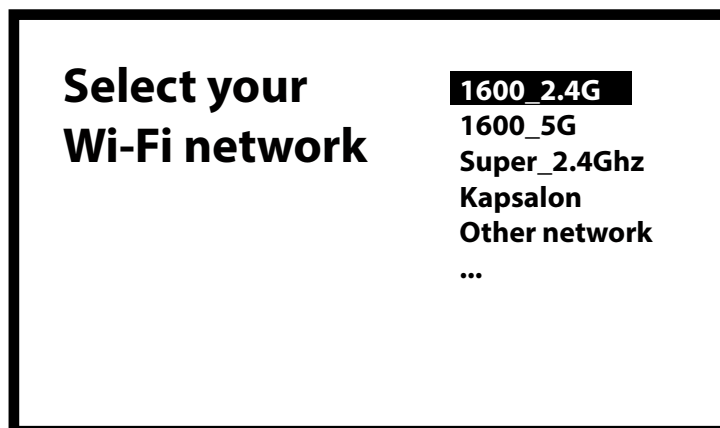 Select your
Wi-Fi network
1600_2.4G
1600_5G
Super_2.4Ghz
Kapsalon
Other network
...